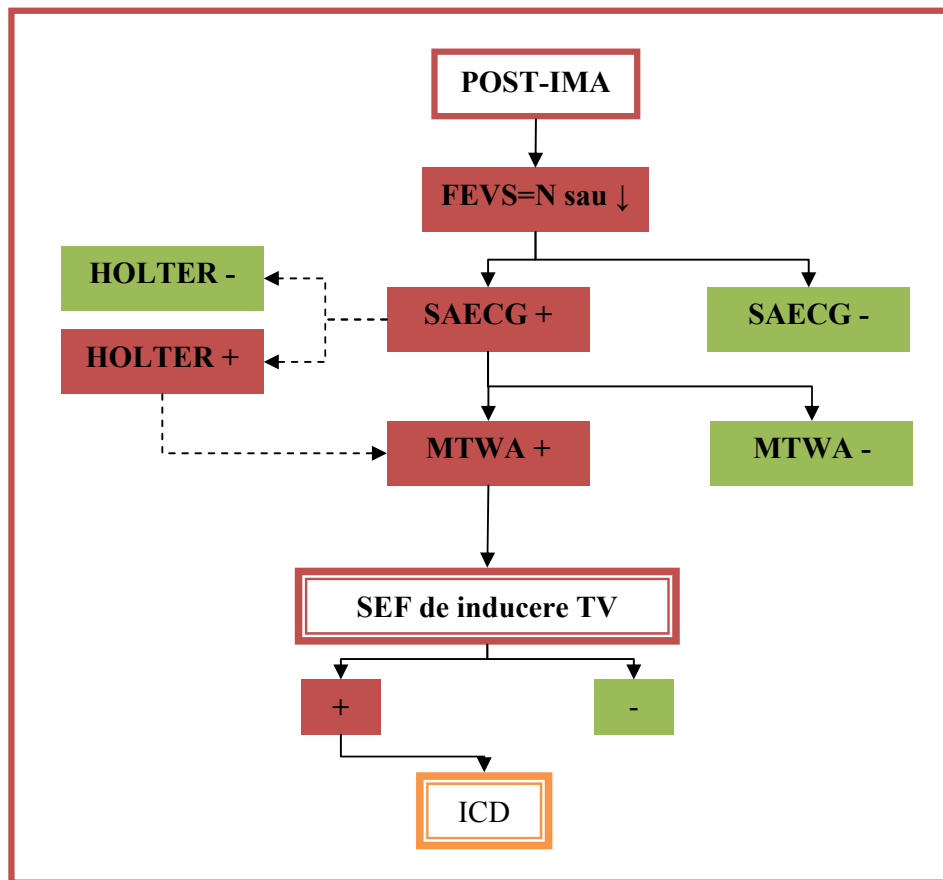 POST-IMA
FEVS=N sau ↓
HOLTER -
SAECG +
SAECG -
HOLTER +
MTWA +
MTWA -
SEF de inducere TV
+
-
ICD